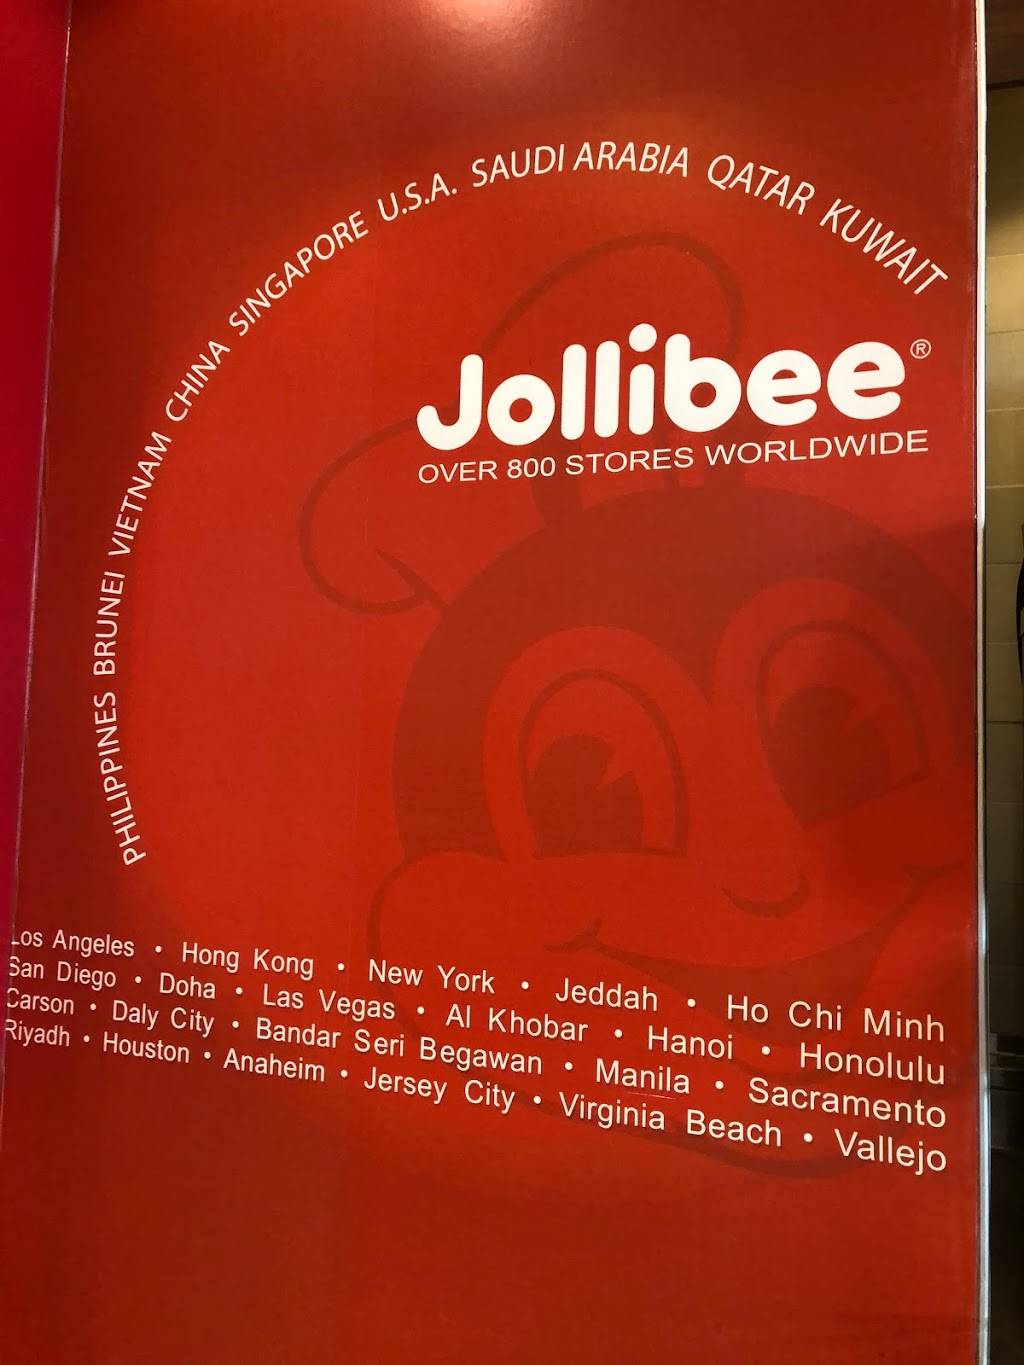 PHILIPPINES BRUNEI VIETNAM CHINA SINGAPORE U.S.A. SAUDI ARABIA QATAR KUWAIT
Jollibee®
OVER 800 STORES WORLDWIDE
Los Angeles • Hong Kong • New York • Jeddah • Ho Chi Minh
San Diego • Doha • Las Vegas • Al Khobar • Hanoi • Honolulu
Carson • Daly City • Bandar Seri Begawan • Manila • Sacramento
Riyadh • Houston • Anaheim • Jersey City • Virginia Beach • Vallejo